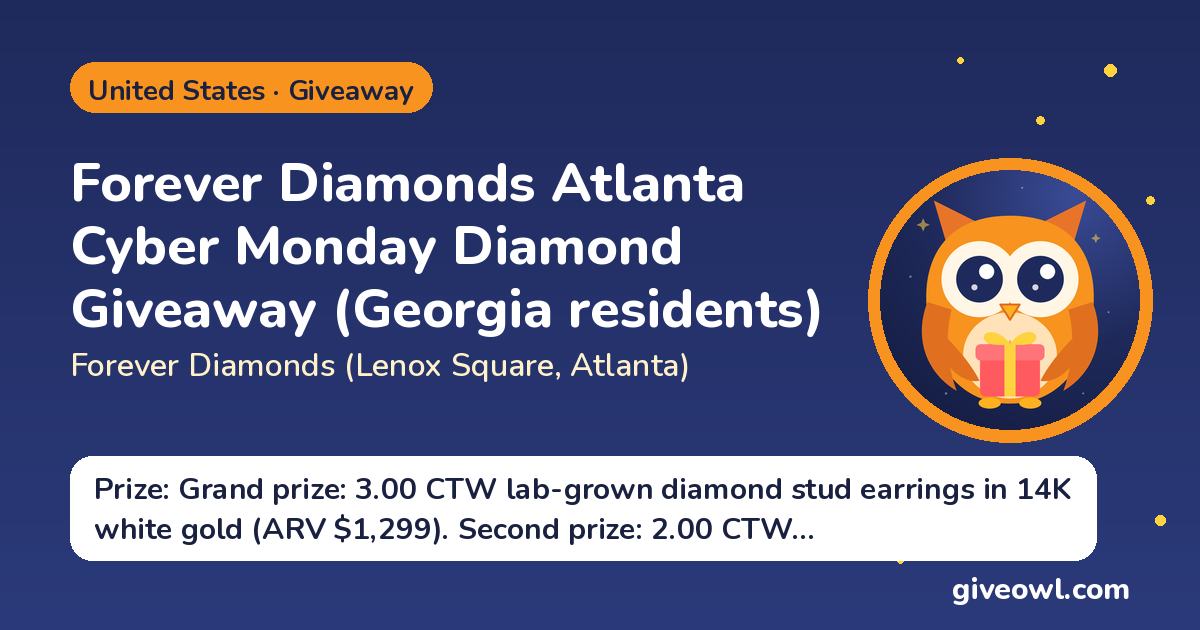 United States · Giveaway
Forever Diamonds Atlanta
Cyber Monday Diamond
Giveaway (Georgia residents)
Forever Diamonds (Lenox Square, Atlanta)
Prize: Grand prize: 3.00 CTW lab-grown diamond stud earrings in 14K
white gold (ARV $1,299). Second prize: 2.00 CTW...
giveowl.com